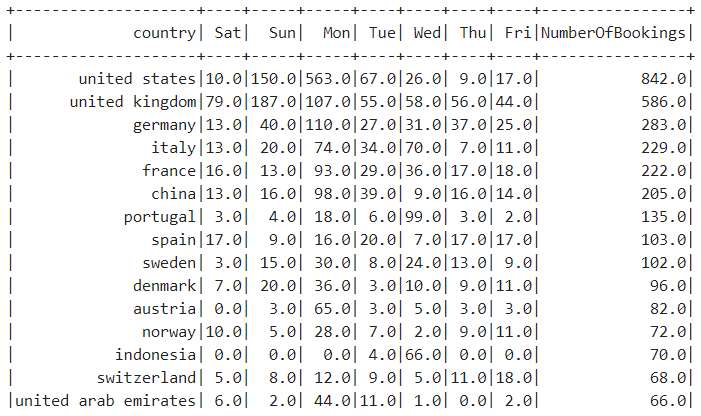 +--------------------+----+-----+-----+----+----+----+----+----------------+
|             country| Sat|  Sun|  Mon| Tue| Wed| Thu| Fri|NumberOfBookings|
+--------------------+----+-----+-----+----+----+----+----+----------------+
|       united states|10.0|150.0|563.0|67.0|26.0| 9.0|17.0|           842.0|
|      united kingdom|79.0|187.0|107.0|55.0|58.0|56.0|44.0|           586.0|
|             germany|13.0| 40.0|110.0|27.0|31.0|37.0|25.0|           283.0|
|               italy|13.0| 20.0| 74.0|34.0|70.0| 7.0|11.0|           229.0|
|              france|16.0| 13.0| 93.0|29.0|36.0|17.0|18.0|           222.0|
|               china|13.0| 16.0| 98.0|39.0| 9.0|16.0|14.0|           205.0|
|            portugal| 3.0|  4.0| 18.0| 6.0|99.0| 3.0| 2.0|           135.0|
|               spain|17.0|  9.0| 16.0|20.0| 7.0|17.0|17.0|           103.0|
|              sweden| 3.0| 15.0| 30.0| 8.0|24.0|13.0| 9.0|           102.0|
|             denmark| 7.0| 20.0| 36.0| 3.0|10.0| 9.0|11.0|            96.0|
|             austria| 0.0|  3.0| 65.0| 3.0| 5.0| 3.0| 3.0|            82.0|
|              norway|10.0|  5.0| 28.0| 7.0| 2.0| 9.0|11.0|            72.0|
|           indonesia| 0.0|  0.0|  0.0| 4.0|66.0| 0.0| 0.0|            70.0|
|         switzerland| 5.0|  8.0| 12.0| 9.0| 5.0|11.0|18.0|            68.0|
|united arab emirates| 6.0|  2.0| 44.0|11.0| 1.0| 0.0| 2.0|            66.0|